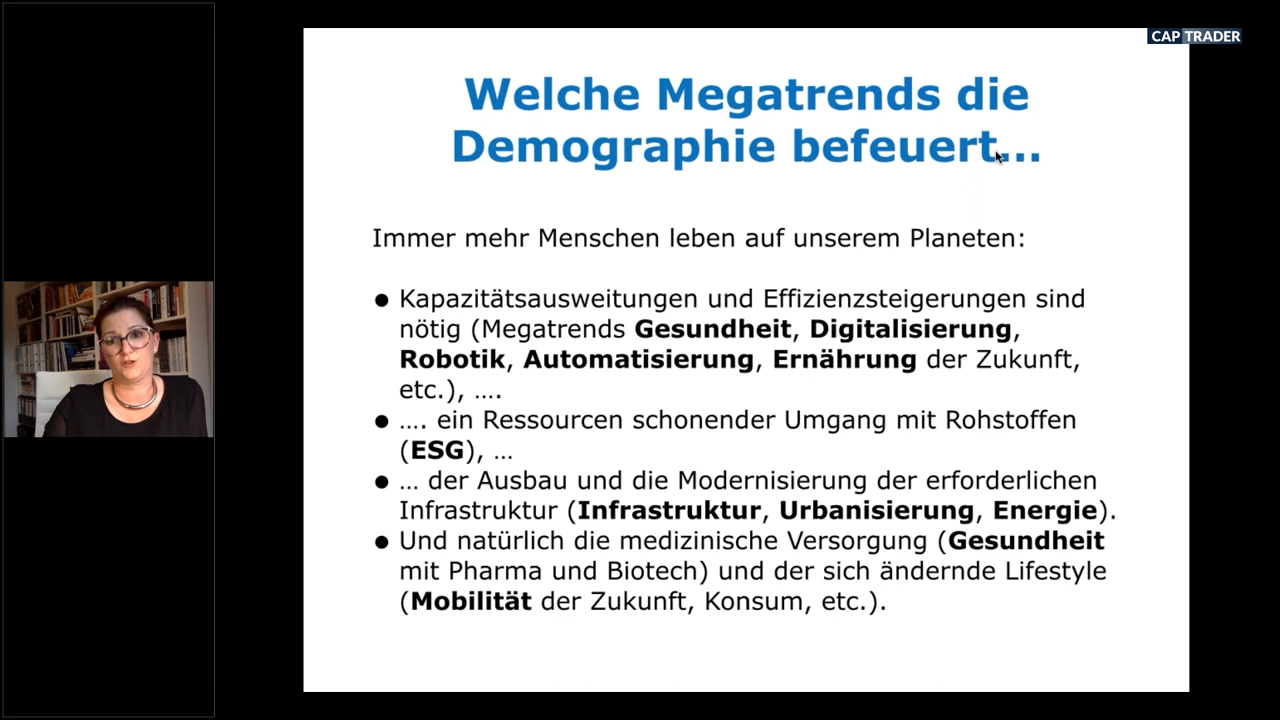 CAP TRADER
Welche Megatrends die
Demographie befeuert...
Immer mehr Menschen leben auf unserem Planeten:
● Kapazitätsausweitungen und Effizienzsteigerungen sind
nötig (Megatrends Gesundheit, Digitalisierung,
Robotik, Automatisierung, Ernährung der Zukunft,
etc.), ….
● …. ein Ressourcen schonender Umgang mit Rohstoffen
(ESG), …
● … der Ausbau und die Modernisierung der erforderlichen
Infrastruktur (Infrastruktur, Urbanisierung, Energie).
● Und natürlich die medizinische Versorgung (Gesundheit
mit Pharma und Biotech) und der sich ändernde Lifestyle
(Mobilität der Zukunft, Konsum, etc.).